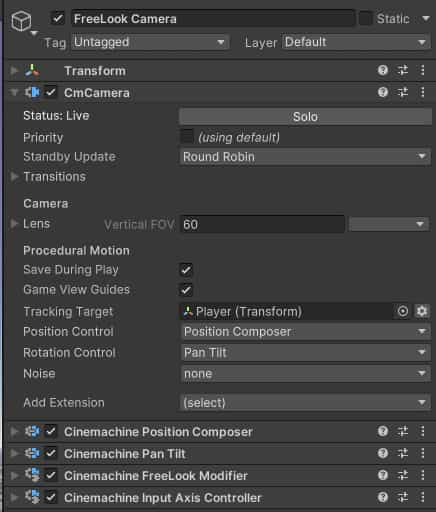 FreeLook Camera Static
Tag Untagged Layer Default
Transform
CmCamera
Status: Live Solo
Priority (using default)
Standby Update Round Robin
Transitions
Camera
Lens Vertical FOV 60
Procedural Motion
Save During Play
Game View Guides
Tracking Target Player (Transform)
Position Control Position Composer
Rotation Control Pan Tilt
Noise none
Add Extension (select)
Cinemachine Position Composer
Cinemachine Pan Tilt
Cinemachine FreeLook Modifier
Cinemachine Input Axis Controller